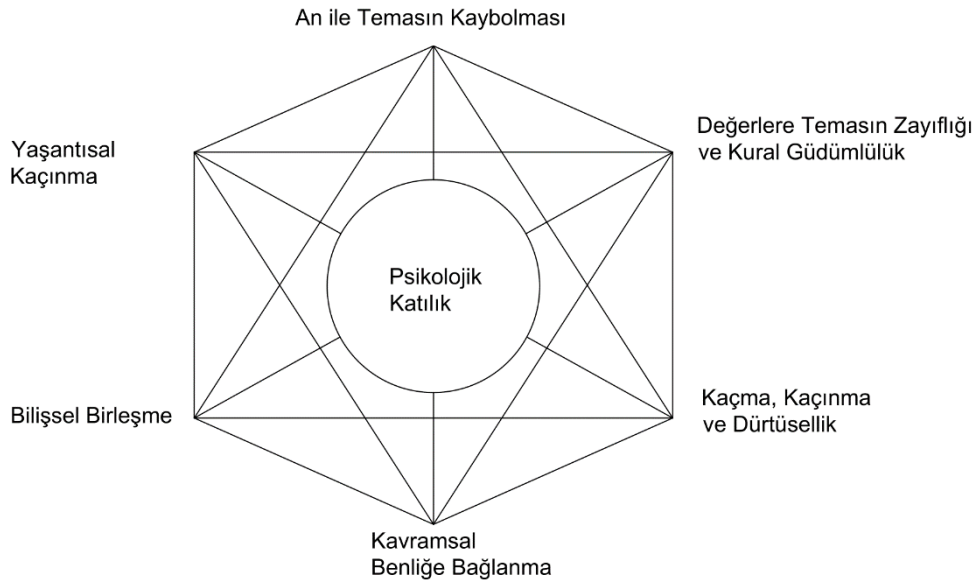 An ile Temasın Kaybolması
Yaşantısal
Kaçınma
Değerlere Temasın Zayıflığı
ve Kural Güdümlülük
Psikolojik
Katılık
Bilişsel Birleşme
Kaçma, Kaçınma
ve Dürtüsellik
Kavramsal
Benliğe Bağlanma